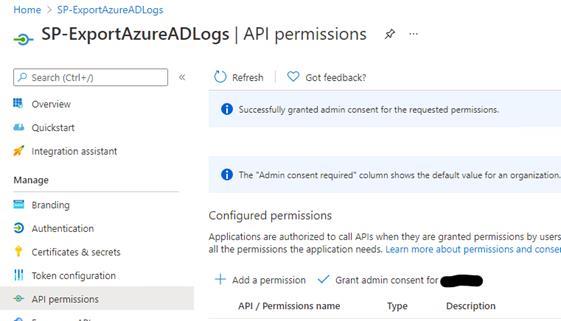 Home > SP-ExportAzureADLogs
SP-ExportAzureADLogs | API permissions ...
Search (Ctrl+/) «
Refresh
Got feedback?
Overview
Quickstart
Integration assistant
Manage
Branding
Authentication
Certificates & secrets
Token configuration
API permissions
Successfully granted admin consent for the requested permissions.
The "Admin consent required" column shows the default value for an organization.
Configured permissions
Applications are authorized to call APIs when they are granted permissions by users
all the permissions the application needs. Learn more about permissions and conse
Add a permission
Grant admin consent for
API / Permissions name Type Description